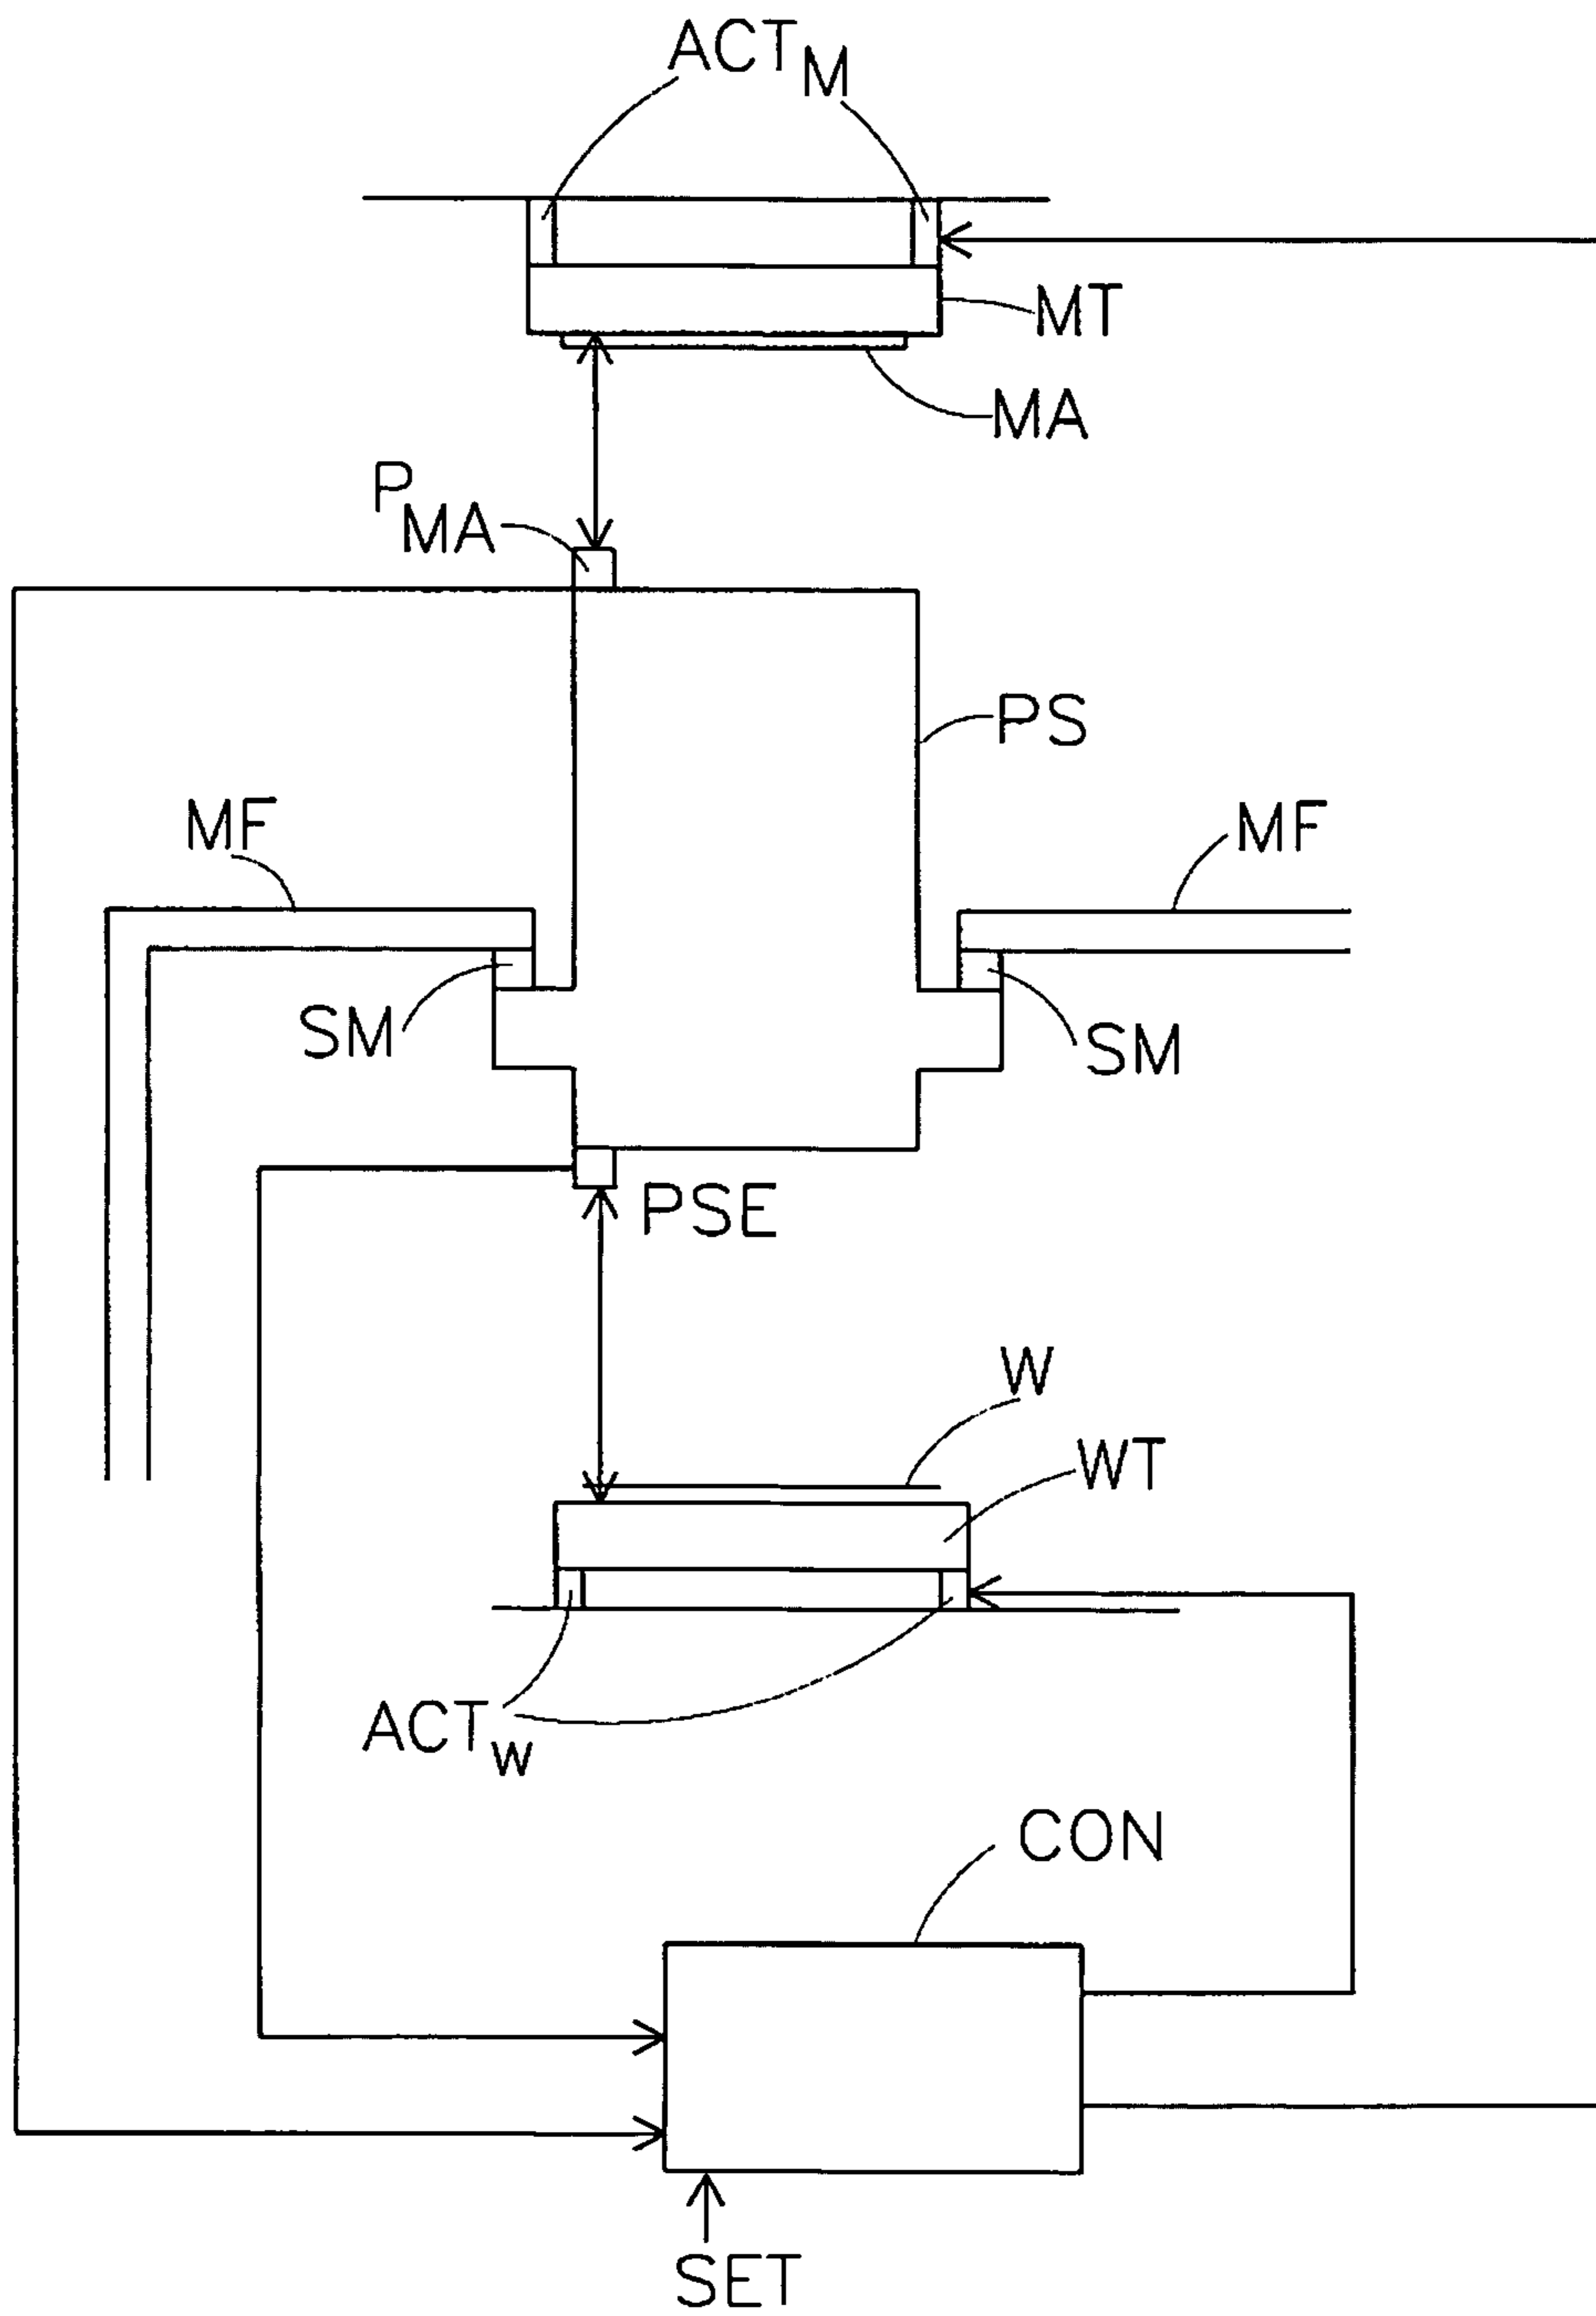 ACT_M
MT
MA
P_MA
PS
MF
MF
SM
SM
PSE
W
WT
ACT_W
CON
SET